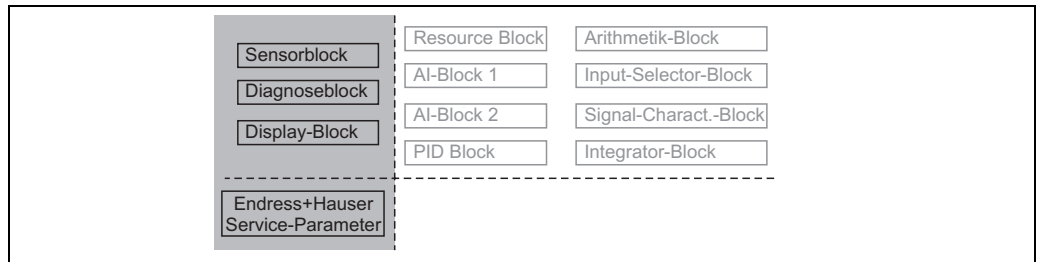 Sensorblock
Diagnoseblock
Display-Block
Endress+Hauser
Service-Parameter
Resource Block
AI-Block 1
AI-Block 2
PID Block
Arithmetik-Block
Input-Selector-Block
Signal-Charact.-Block
Integrator-Block